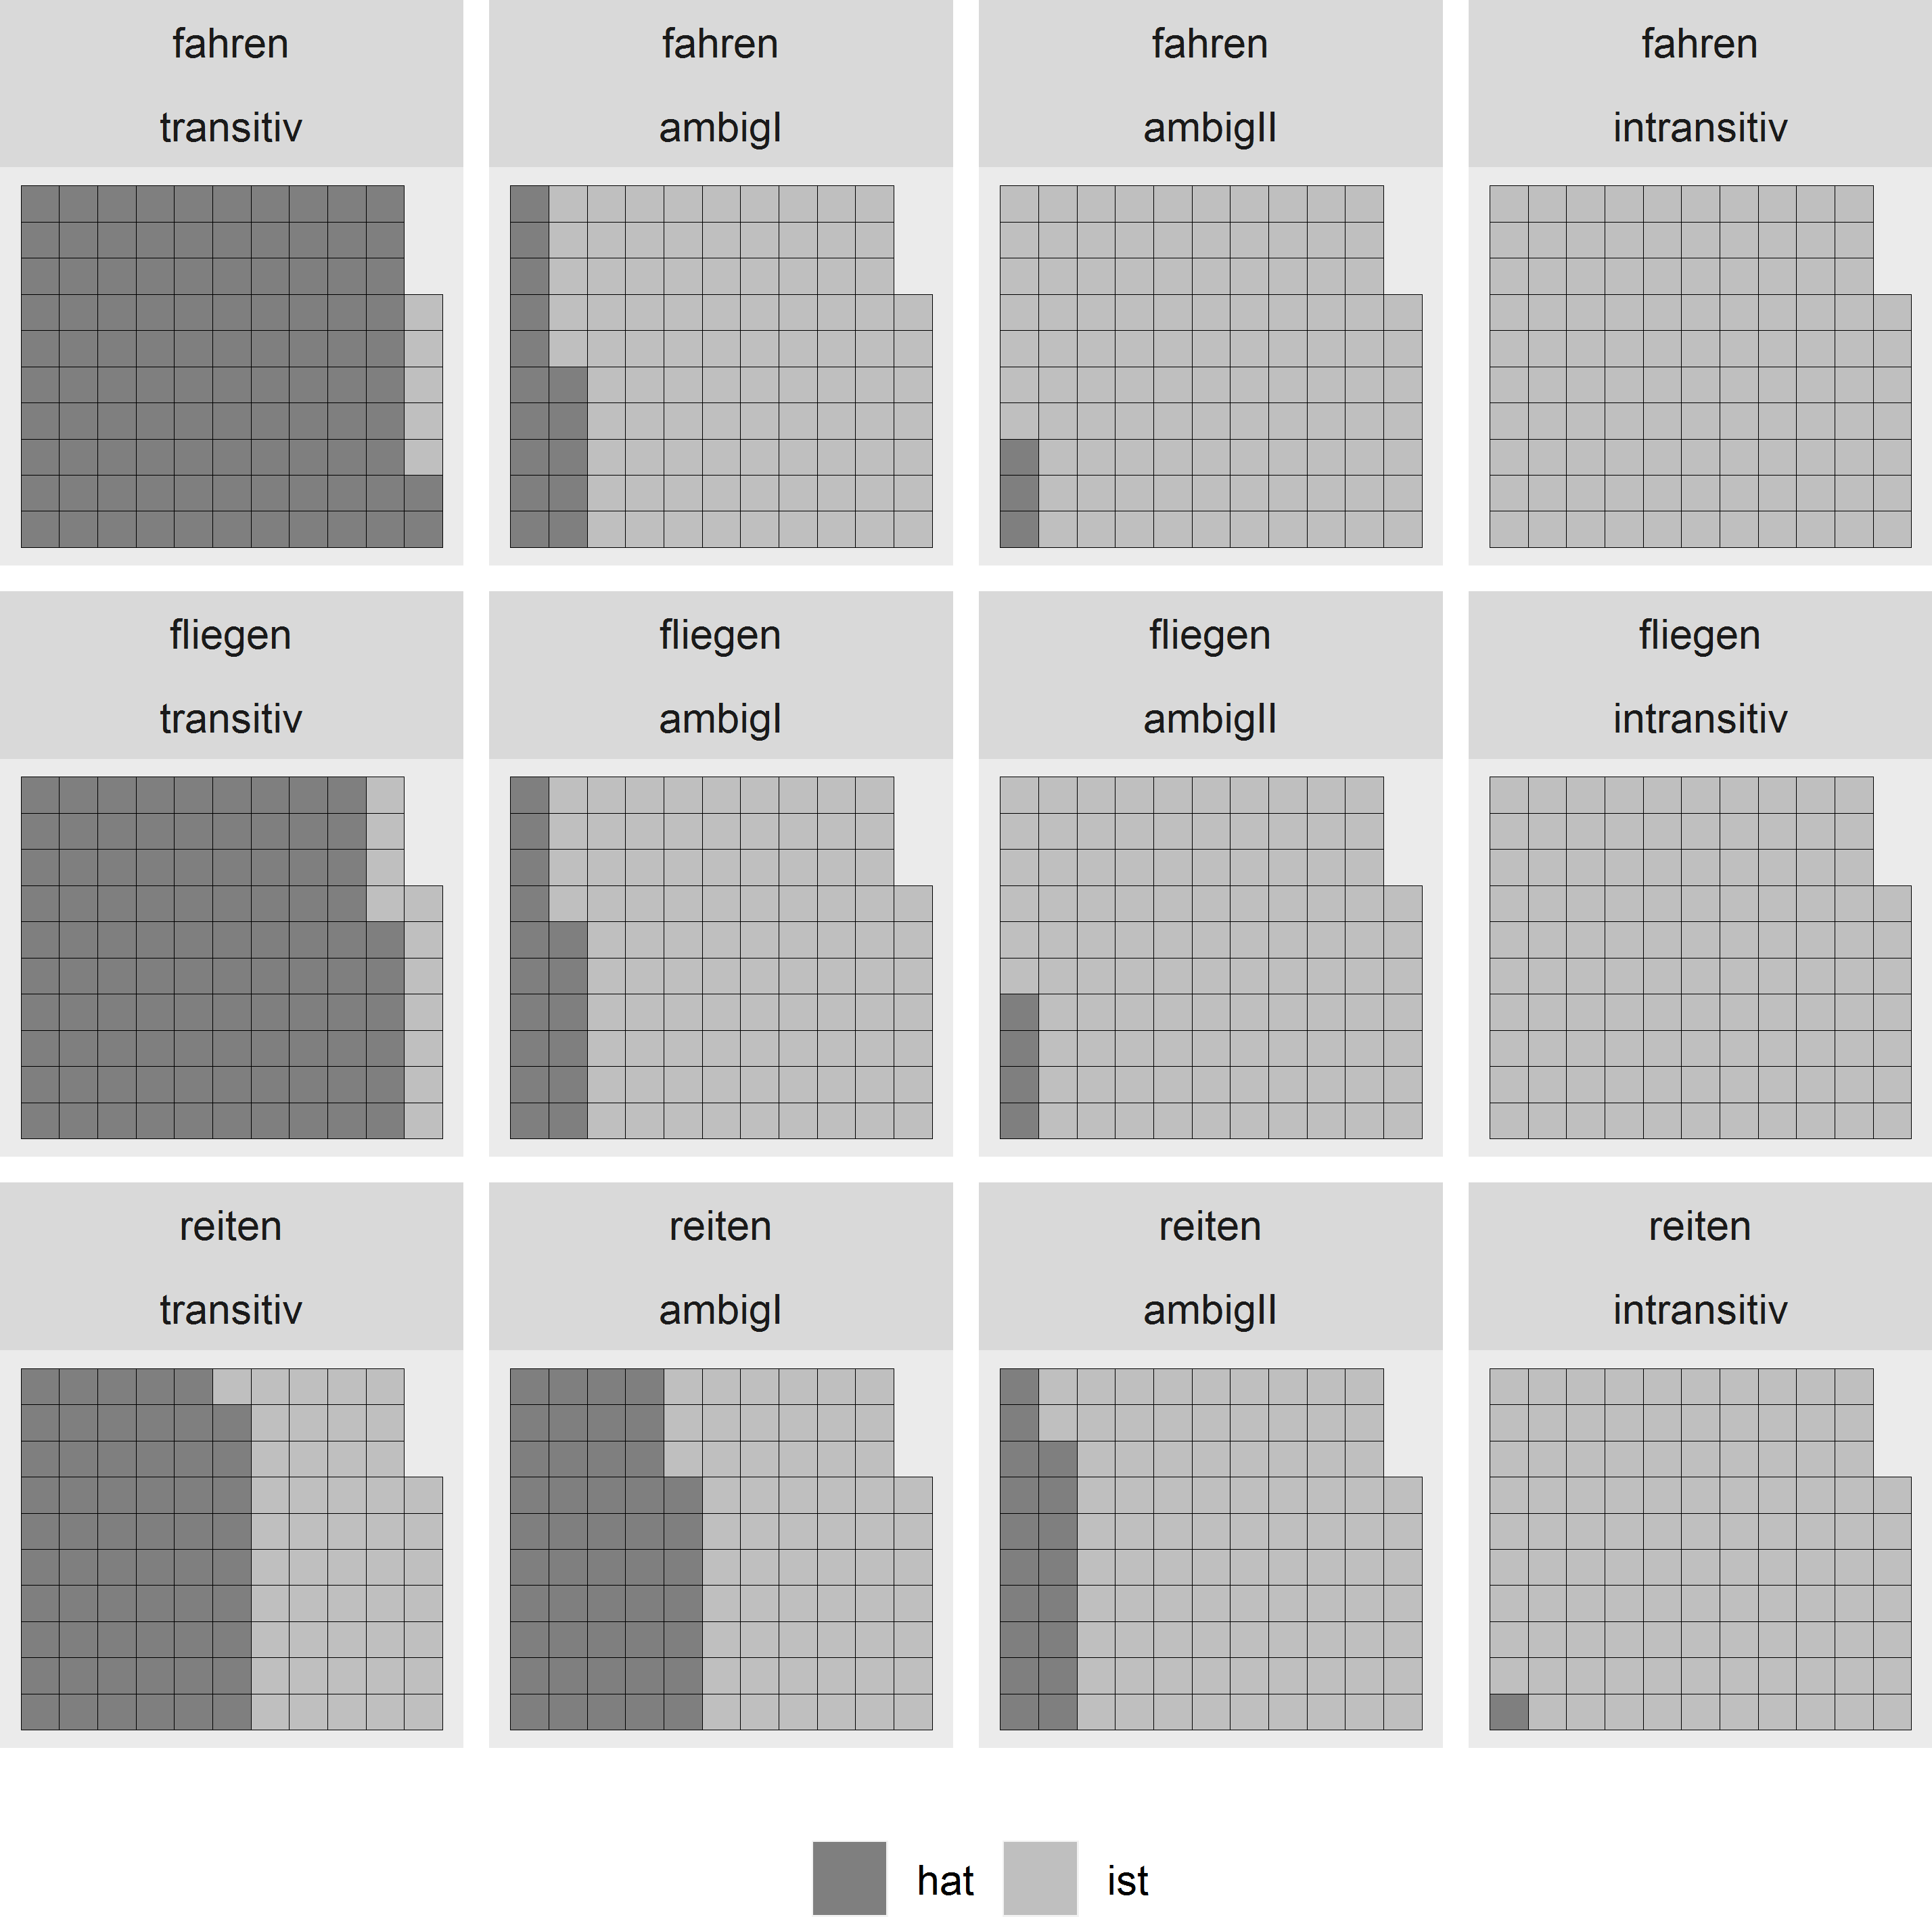 fahren
transitiv
fahren
ambigI
fahren
ambigII
fahren
intransitiv
fliegen
transitiv
fliegen
ambigI
fliegen
ambigII
fliegen
intransitiv
reiten
transitiv
reiten
ambigI
reiten
ambigII
reiten
intransitiv
hat
ist